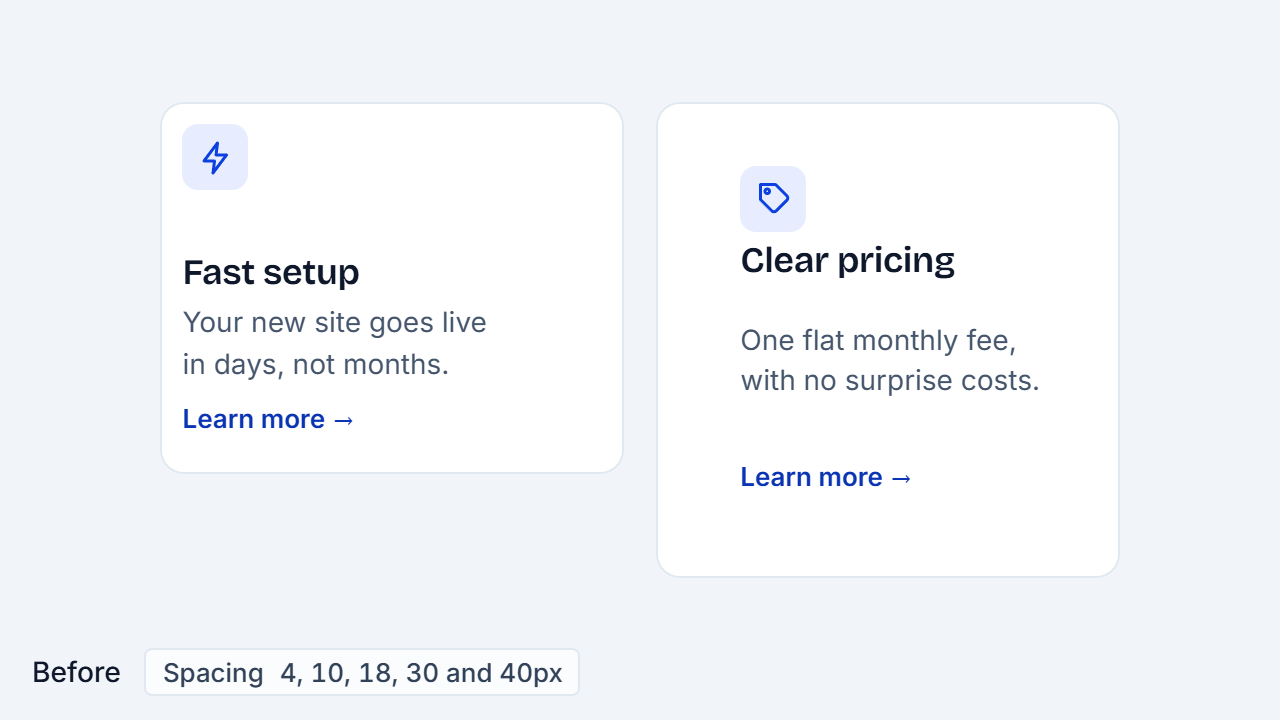 Fast setup
Your new site goes live
in days, not months.
Learn more →
Clear pricing
One flat monthly fee,
with no surprise costs.
Learn more →
Before
Spacing 4, 10, 18, 30 and 40px